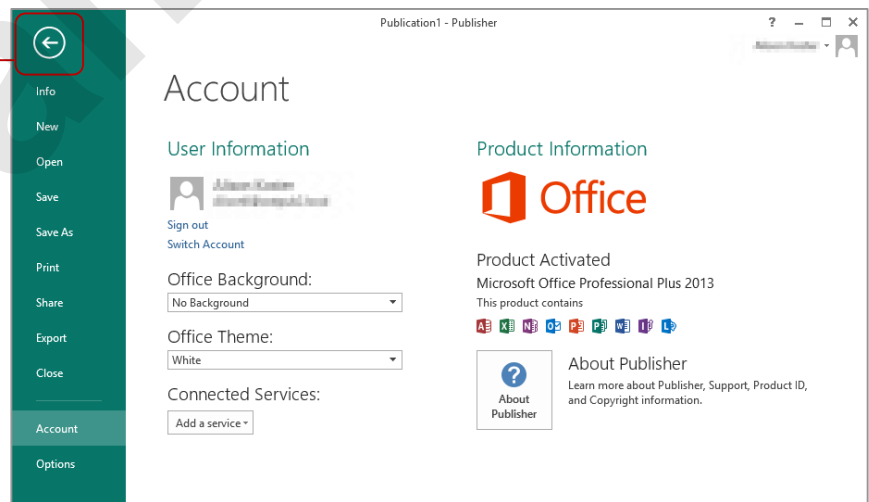 Publication1 - Publisher
?
Info
New
Open
Save
Save As
Print
Share
Export
Close
Account
Options
Account
User Information
Sign out
Switch Account
Office Background:
No Background
Office Theme:
White
Connected Services:
Add a service
Product Information
Office
Product Activated
Microsoft Office Professional Plus 2013
This product contains
?
About
Publisher
About Publisher
Learn more about Publisher, Support, Product ID,
and Copyright information.